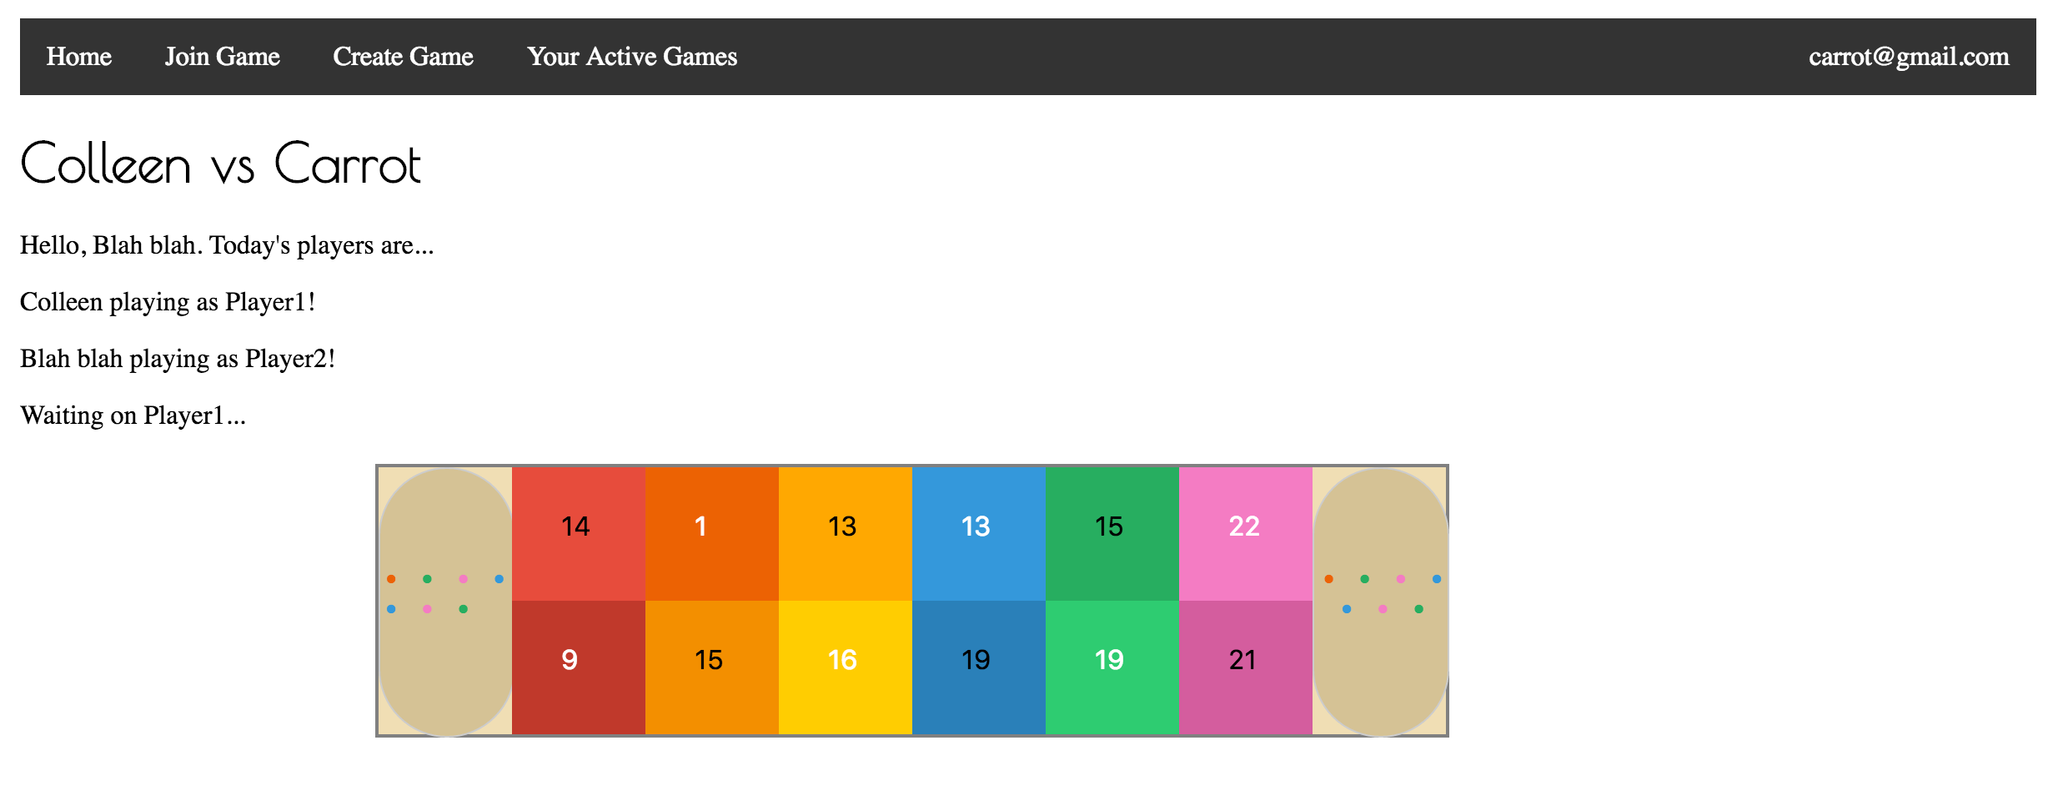 Home Join Game Create Game Your Active Games carrot@gmail.com
Colleen vs Carrot
Hello, Blah blah. Today's players are...
Colleen playing as Player1!
Blah blah playing as Player2!
Waiting on Player1...
14 1 13 13 15 22
9 15 16 19 19 21